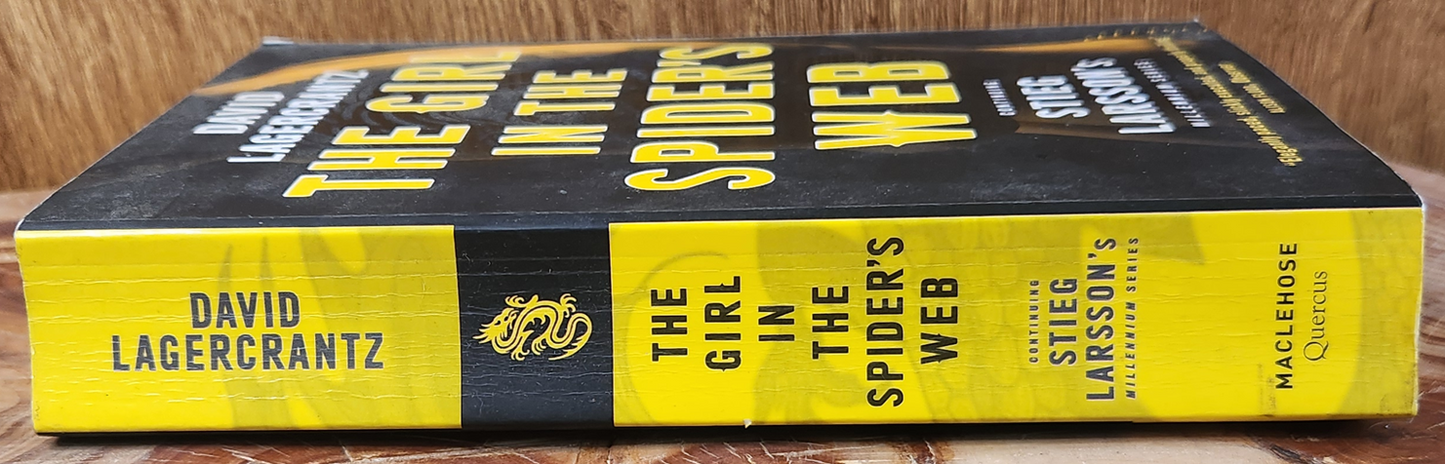 DAVID
LAGERCRANTZ
THE GIRL
IN THE
SPIDER'S
WEB
CONTINUING
STIEG
LARSSON'S
MILLENNIUM SERIES
DAVID
LAGERCRANTZ
THE
GIRL
IN
THE
SPIDER'S
WEB
CONTINUING
STIEG
LARSSON'S
MILLENNIUM SERIES
MACLEHOSE
Quercus